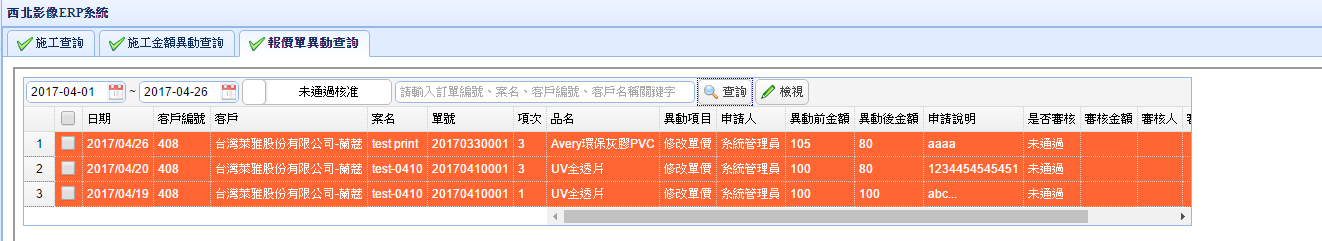 西北影像ERP系統
施工查詢 施工金額異動查詢 報價單異動查詢
2017-04-01 ~ 2017-04-26 未通過核准 請輸入訂單編號、案名、客戶編號、客戶名稱關鍵字 查詢 檢視
日期 客戶編號 客戶 案名 單號 項次 品名 異動項目 申請人 異動前金額 異動後金額 申請說明 是否審核 審核金額 審核人
1 2017/04/26 408 台灣萊雅股份有限公司-蘭蔻 test print 20170330001 3 Avery環保灰膠PVC 修改單價 系統管理員 105 80 aaaa 未通過
2 2017/04/20 408 台灣萊雅股份有限公司-蘭蔻 test-0410 20170410001 3 UV全透片 修改單價 系統管理員 100 80 1234454545451 未通過
3 2017/04/19 408 台灣萊雅股份有限公司-蘭蔻 test-0410 20170410001 1 UV全透片 修改單價 系統管理員 100 100 abc... 未通過